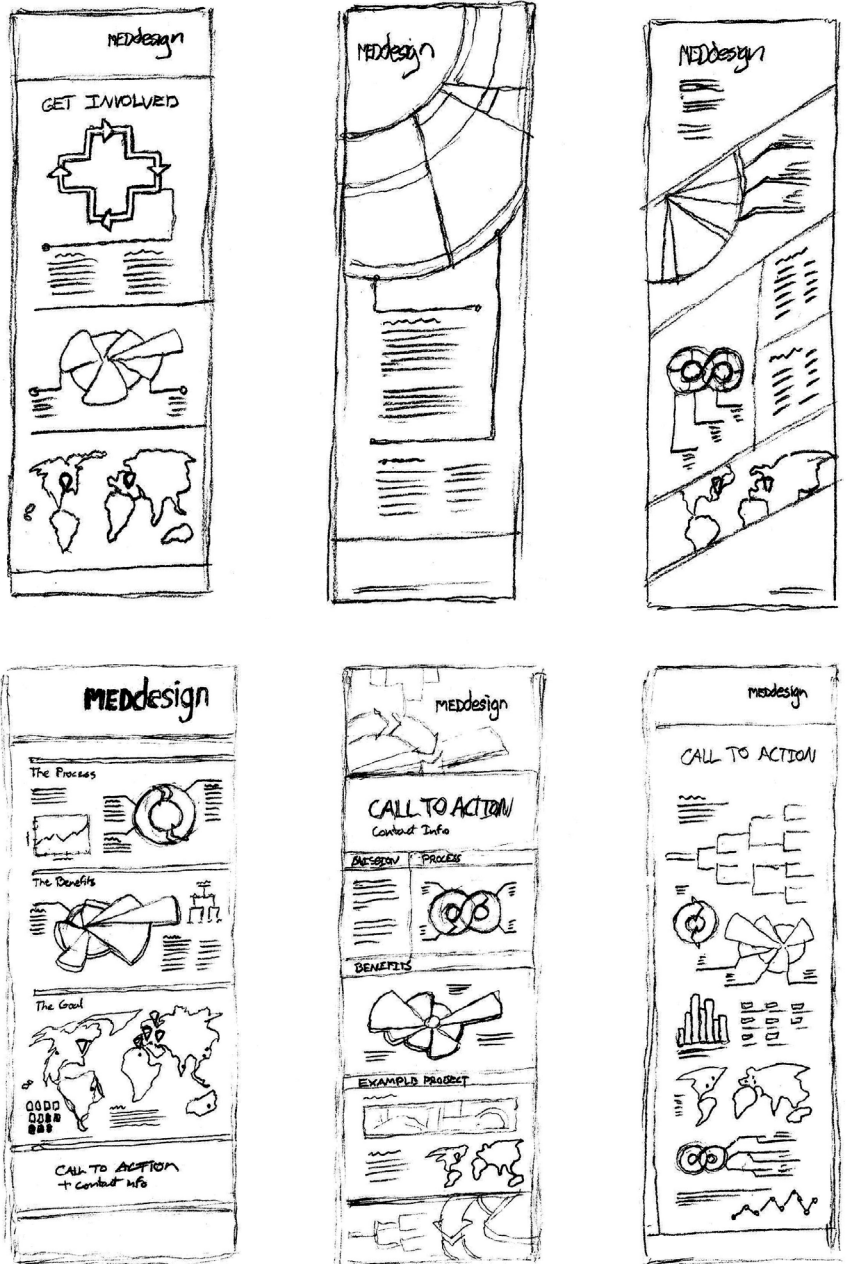 MEDdesign
GET INVOLVED
MEDdesign
MEDdesign
MEDdesign
The Process
The Benefits
The Goal
CALL TO ACTION
+ contact info
MEDdesign
CALL TO ACTION
Contact Info
MISSION PROCESS
BENEFITS
EXAMPLE PROJECT
MEDdesign
CALL TO ACTION